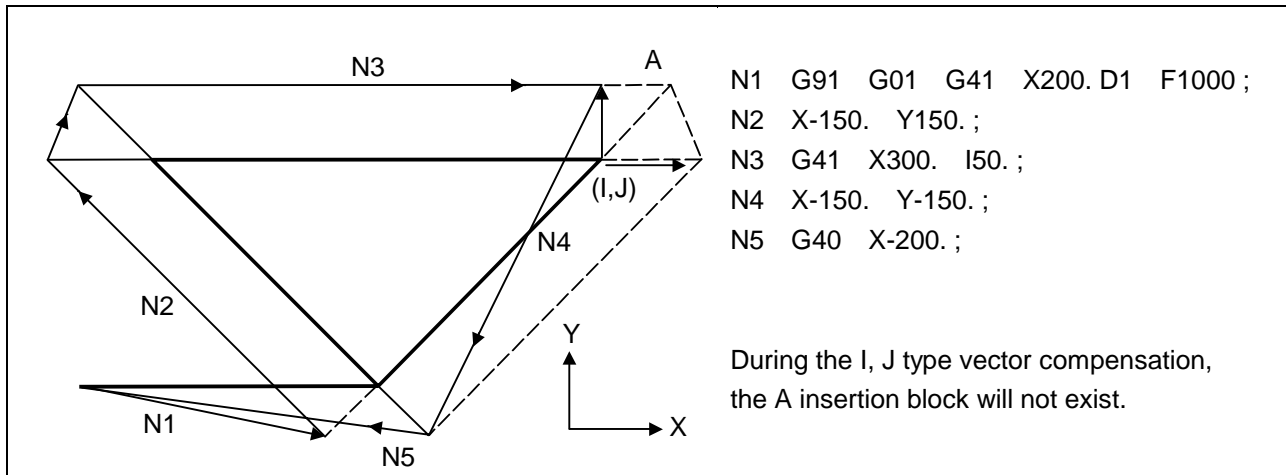 N3
A
(I,J)
N4
N2
N1
N5
Y
X
N1 G91 G01 G41 X200. D1 F1000 ;
N2 X-150. Y150. ;
N3 G41 X300. I50. ;
N4 X-150. Y-150. ;
N5 G40 X-200. ;
During the I, J type vector compensation,
the A insertion block will not exist.